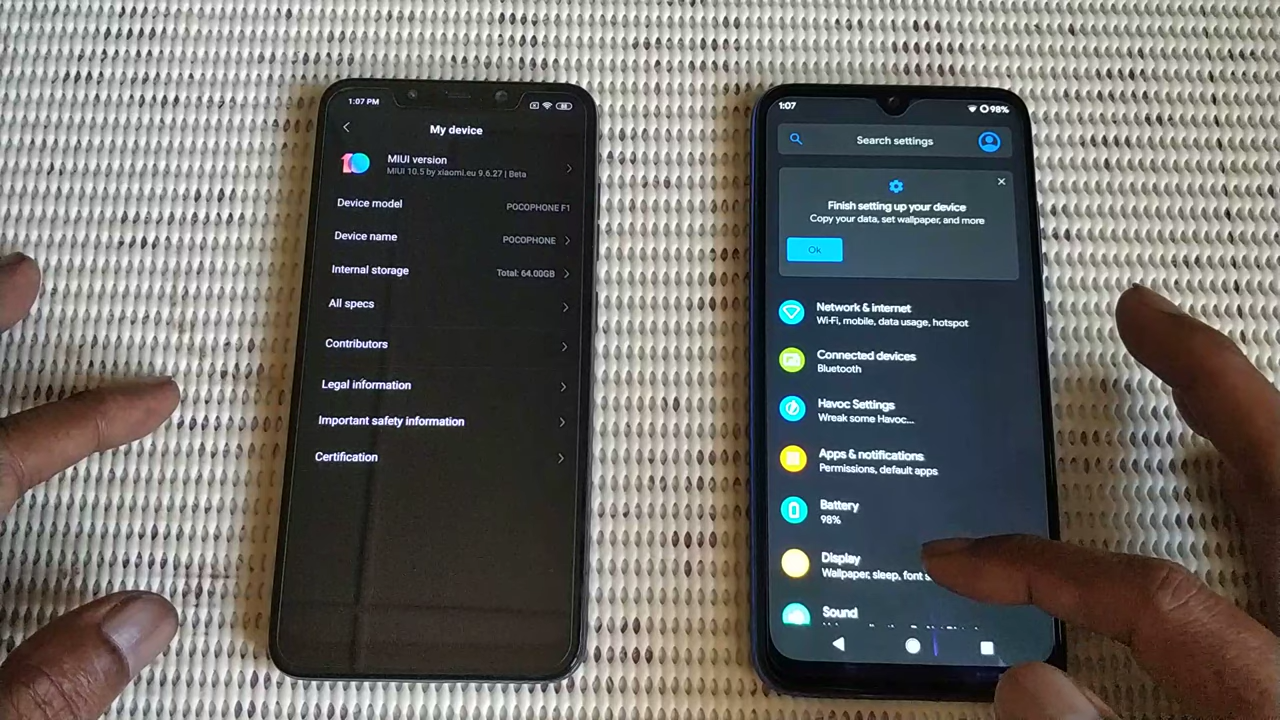 1:07 PM
88
My device
MIUI version
MIUI 10.5 by xiaomi.eu 9.6.27 | Beta
Device model
POCOPHONE F1
Device name
POCOPHONE
Internal storage
Total: 64.00GB
All specs
Contributors
Legal information
Important safety information
Certification
1:07
98%
Search settings
Finish setting up your device
Copy your data, set wallpaper, and more
Ok
Network & internet
Wi-Fi, mobile, data usage, hotspot
Connected devices
Bluetooth
Havoc Settings
Wreak some Havoc...
Apps & notifications
Permissions, default apps
Battery
98%
Display
Wallpaper, sleep, font
Sound